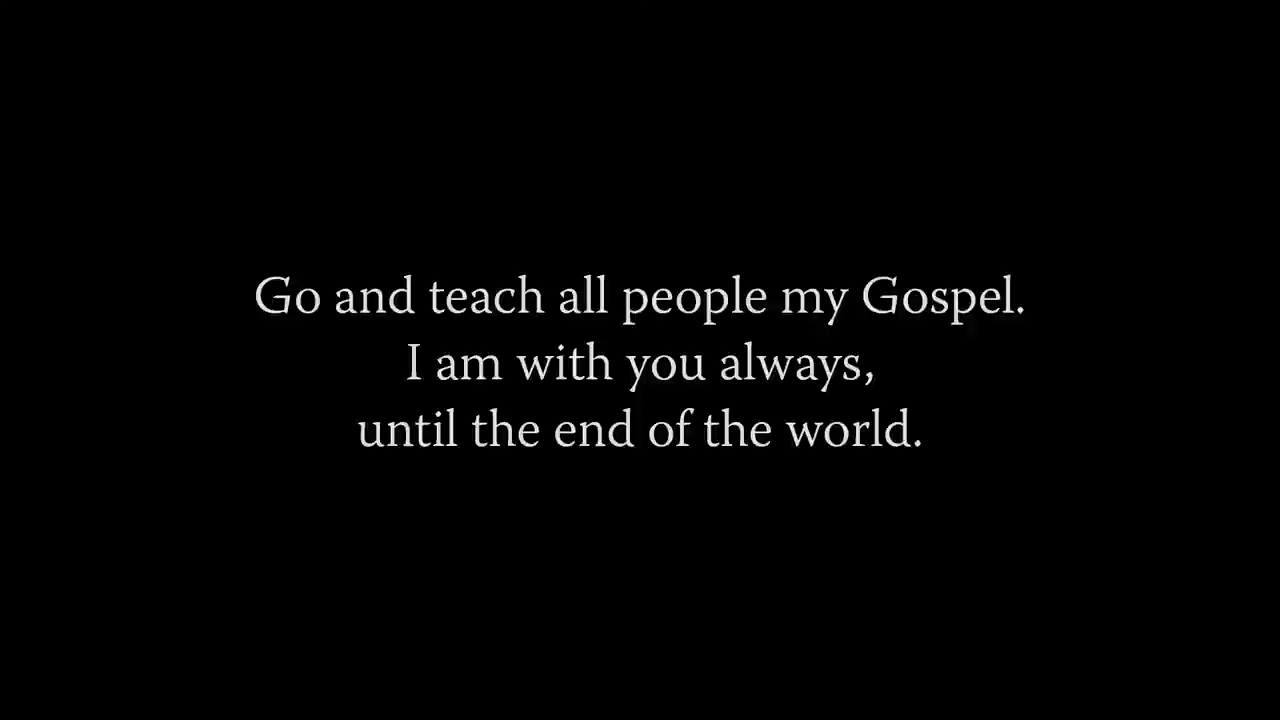 Go and teach all people my Gospel.
I am with you always,
until the end of the world.